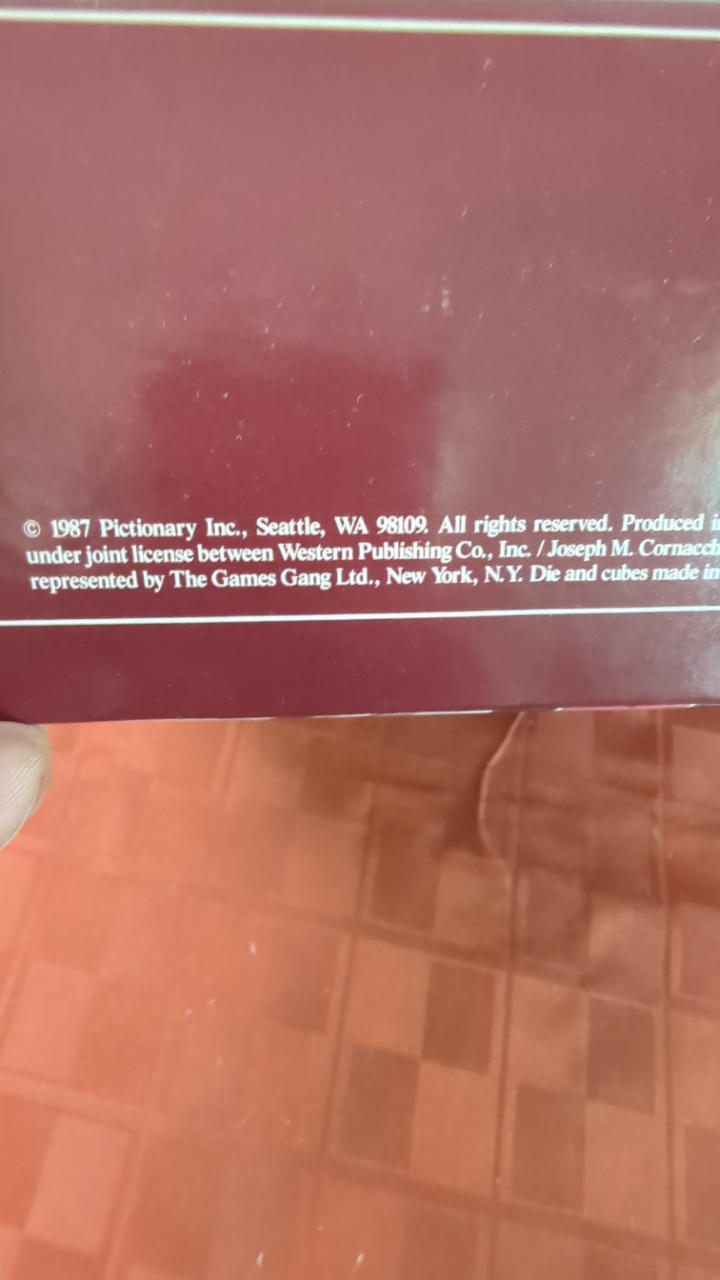 © 1987 Pictionary Inc., Seattle, WA 98109. All rights reserved. Produced
under joint license between Western Publishing Co., Inc. / Joseph M.
represented by The Games Gang Ltd., New York, N.Y. Die and cubes made in